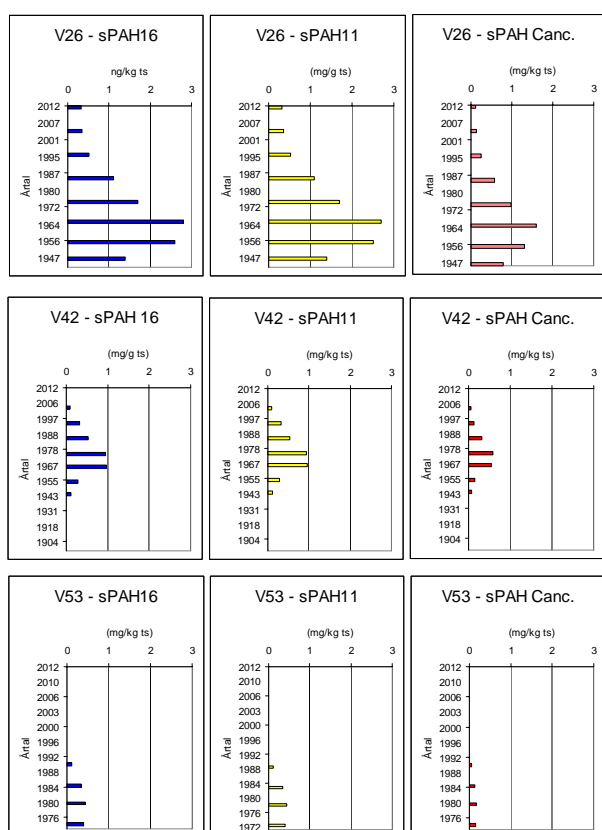 V26 - sPAH16
ng/kg ts
0 1 2 3
2012
2007
2001
1995
1987
1980
1972
1964
1956
1947
Årtal
V26 - sPAH11
(mg/g ts)
0 1 2 3
2012
2007
2001
1995
1987
1980
1972
1964
1956
1947
Årtal
V26 - sPAH Canc.
(mg/kg ts)
0 1 2 3
2012
2007
2001
1995
1987
1980
1972
1964
1956
1947
Årtal
V42 - sPAH 16
(mg/g ts)
0 1 2 3
2012
2006
1997
1988
1978
1967
1955
1943
1931
1918
1904
Årtal
V42 - sPAH11
(mg/kg ts)
0 1 2 3
2012
2006
1997
1988
1978
1967
1955
1943
1931
1918
1904
Årtal
V42 - sPAH Canc.
(mg/kg ts)
0 1 2 3
2012
2006
1997
1988
1978
1967
1955
1943
1931
1918
1904
Årtal
V53 - sPAH16
(mg/kg ts)
0 1 2 3
2012
2010
2006
2003
2000
1996
1992
1988
1984
1980
1976
Årtal
V53 - sPAH11
(mg/kg ts)
0 1 2 3
2012
2010
2006
2003
2000
1996
1992
1988
1984
1980
1976
1972
Årtal
V53 - sPAH Canc.
(mg/kg ts)
0 1 2 3
2012
2010
2006
2003
2000
1996
1992
1988
1984
1980
1976
Årtal